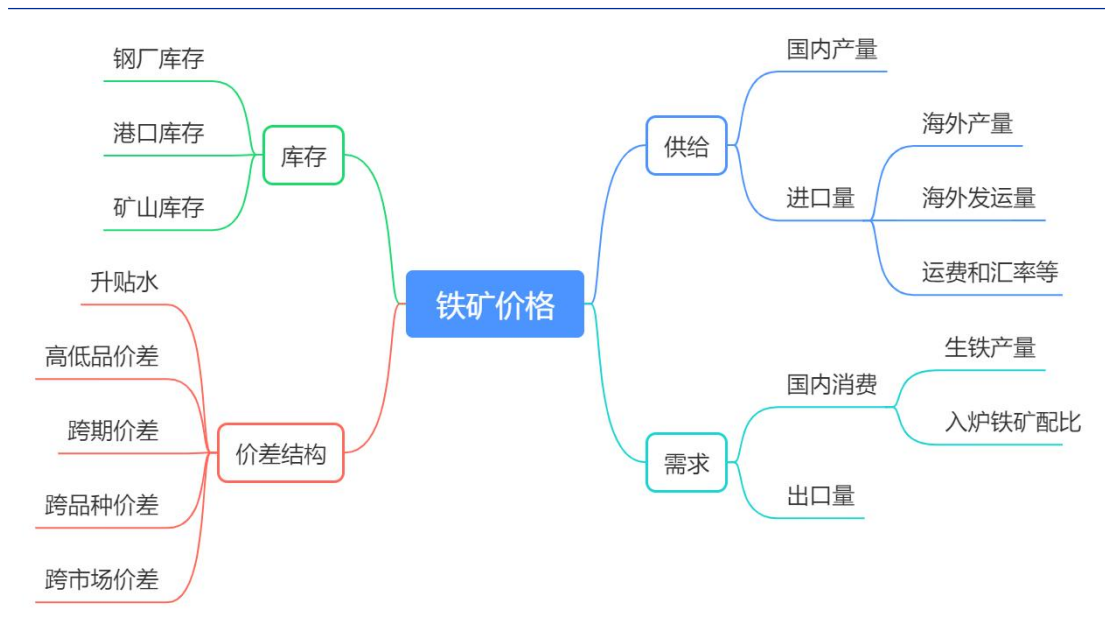 铁矿价格
供给
国内产量
进口量
海外产量
海外发运量
运费和汇率等
需求
国内消费
生铁产量
入炉铁矿配比
出口量
库存
钢厂库存
港口库存
矿山库存
价差结构
升贴水
高低品价差
跨期价差
跨品种价差
跨市场价差